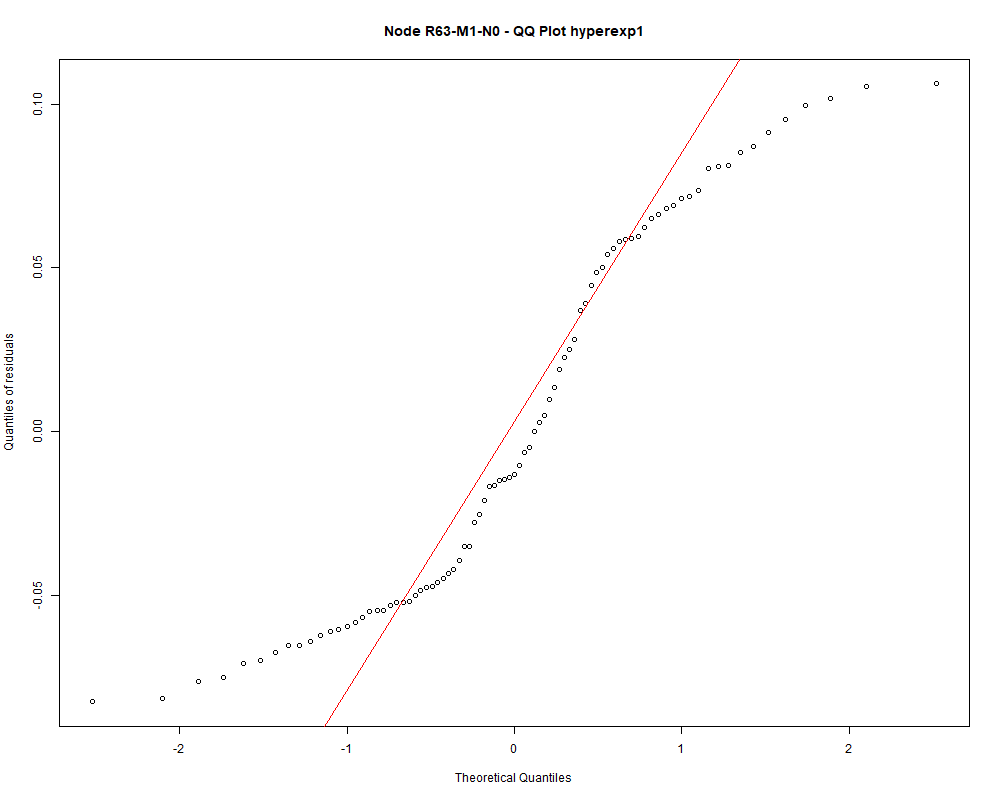 Node R63-M1-N0 - QQ Plot hyperexp1
Quantiles of residuals
0.10
0.05
0.00
-0.05
-2 -1 0 1 2
Theoretical Quantiles